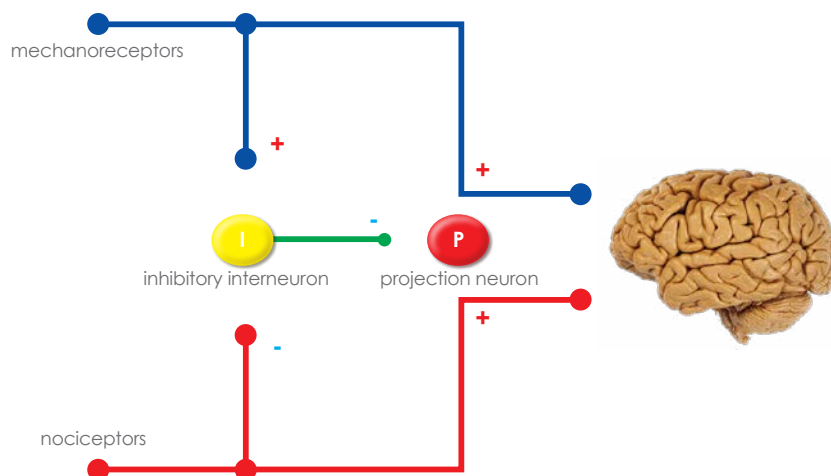 mechanoreceptors
+
+
-
I
P
inhibitory interneuron
projection neuron
+
-
nociceptors